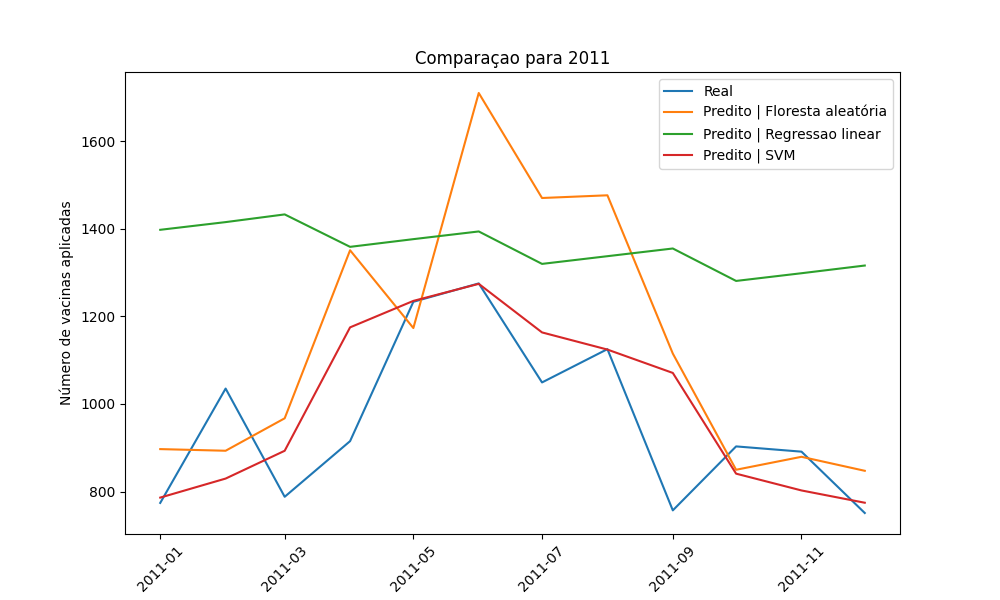 Comparaçao para 2011
Real
Predito | Floresta aleatória
Predito | Regressao linear
Predito | SVM
Número de vacinas aplicadas
1600
1400
1200
1000
800
2011-01
2011-03
2011-05
2011-07
2011-09
2011-11